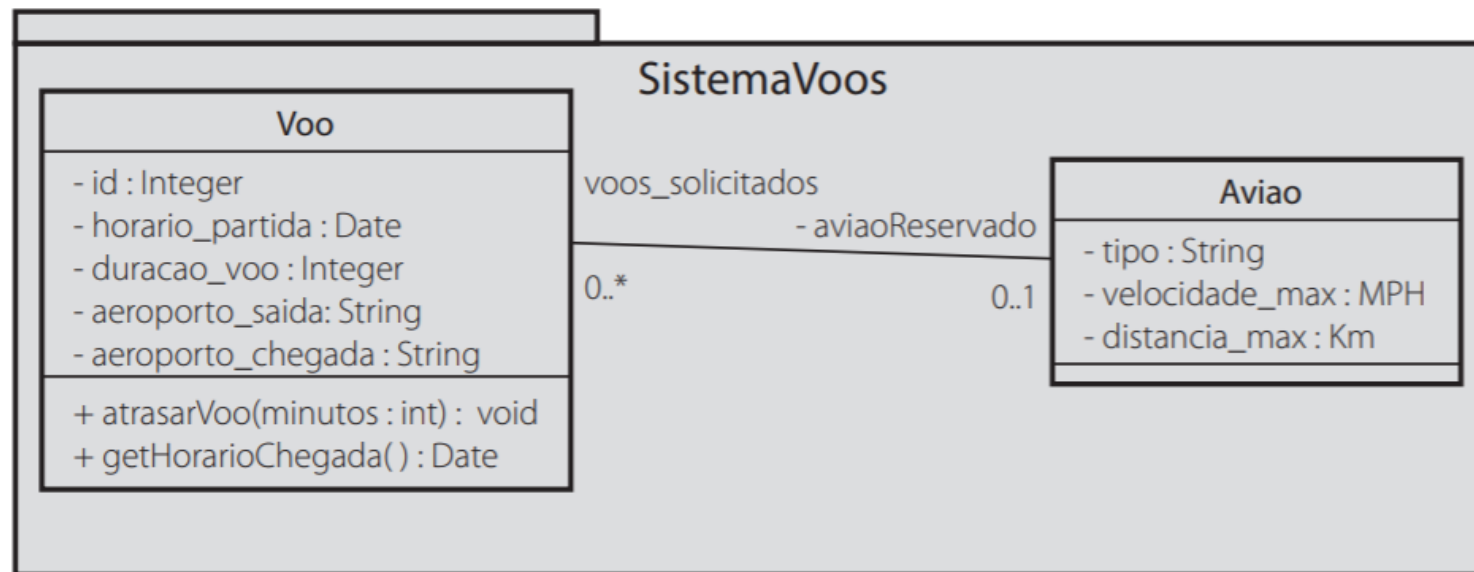 SistemaVoos
Voo
- id : Integer
- horario_partida : Date
- duracao_voo : Integer
- aeroporto_saida: String
- aeroporto_chegada : String
+ atrasarVoo(minutos : int) : void
+ getHorarioChegada( ) : Date
voos_solicitados
- aviaoReservado
0..*
0..1
Aviao
- tipo : String
- velocidade_max : MPH
- distancia_max : Km